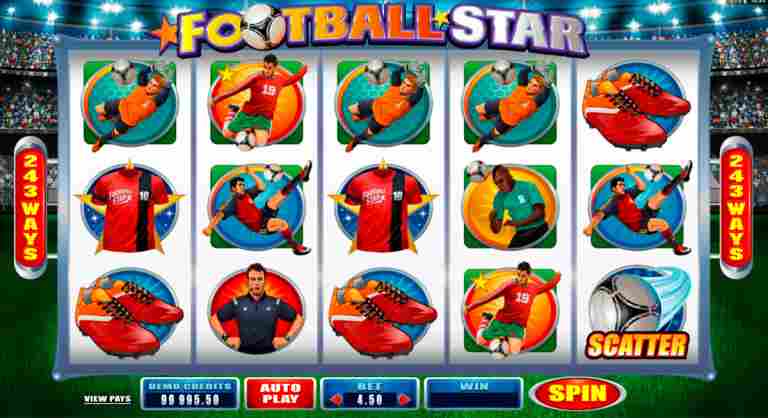 FOOTBALL STAR
19
243 WAYS
243 WAYS
FOOTBALL
STAR
10
FOOTBALL
STAR
10
19
SCATTER
VIEW PAYS
DEMO CREDITS
99 995.50
AUTO
PLAY
BET
4.50
WIN
SPIN